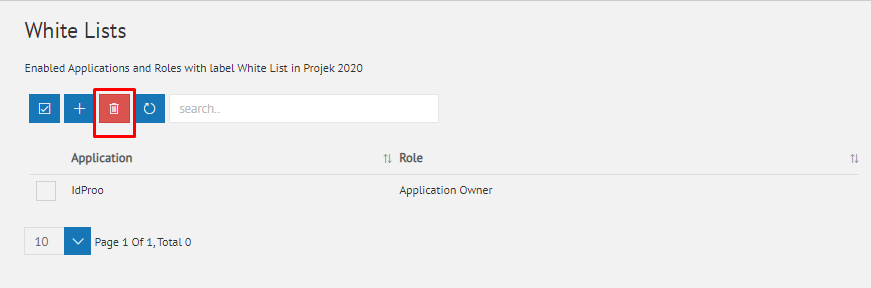 White Lists
Enabled Applications and Roles with label White List in Projek 2020
search..
Application Role
IdProo Application Owner
10 Page 1 Of 1, Total 0